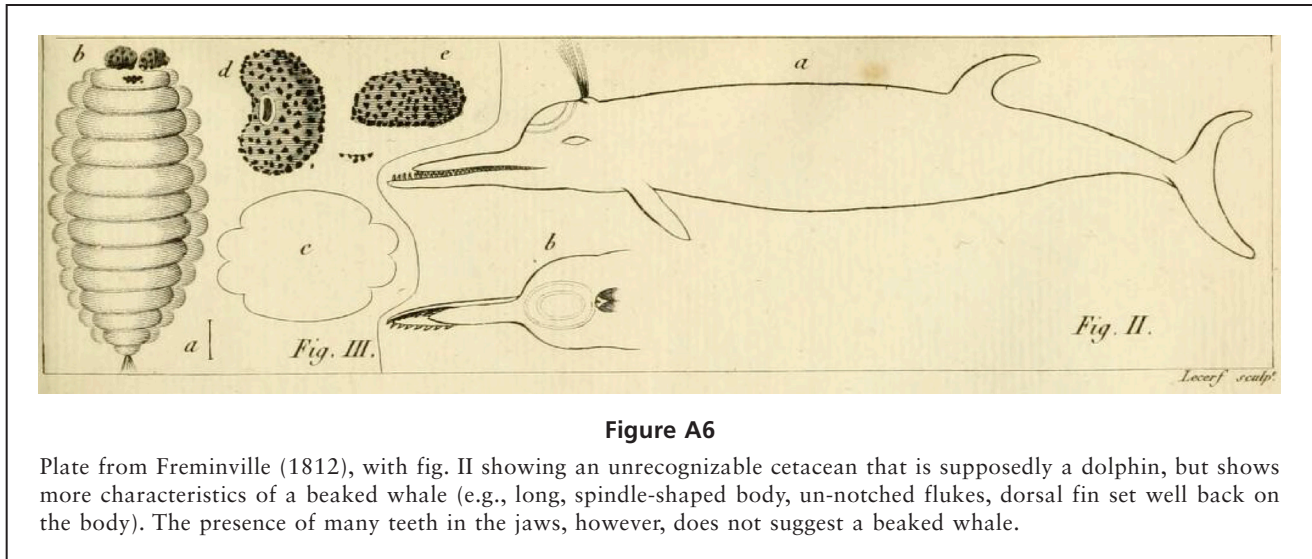 b
d
e
a
c
b
a
Fig. III.
Fig. II.
Lecerf sculpt.
Figure A6
Plate from Freminville (1812), with fig. II showing an unrecognizable cetacean that is supposedly a dolphin, but shows
more characteristics of a beaked whale (e.g., long, spindle-shaped body, un-notched flukes, dorsal fin set well back on
the body). The presence of many teeth in the jaws, however, does not suggest a beaked whale.